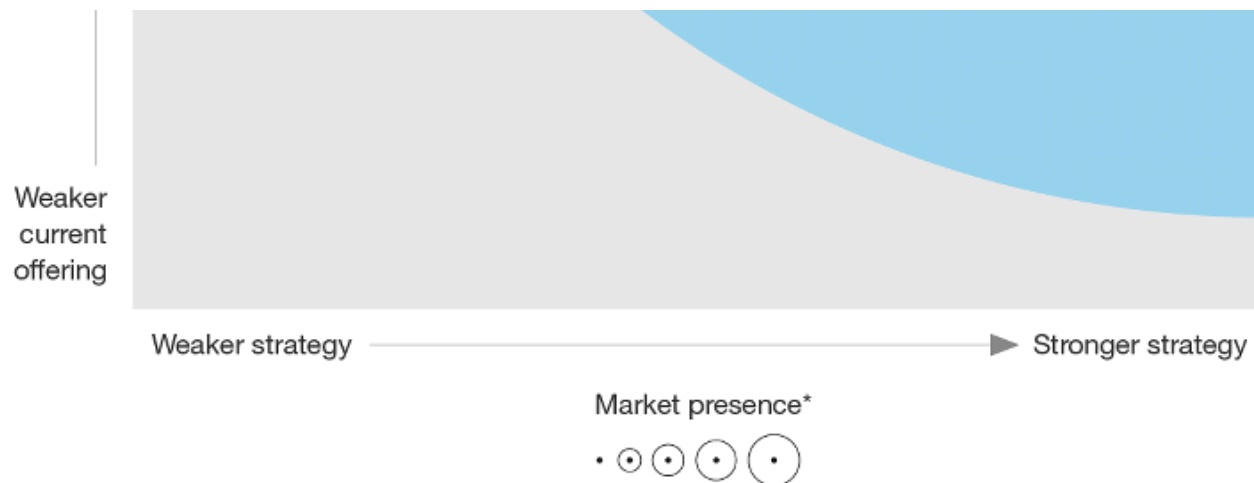 Weaker
current
offering
Weaker strategy
Stronger strategy
Market presence*